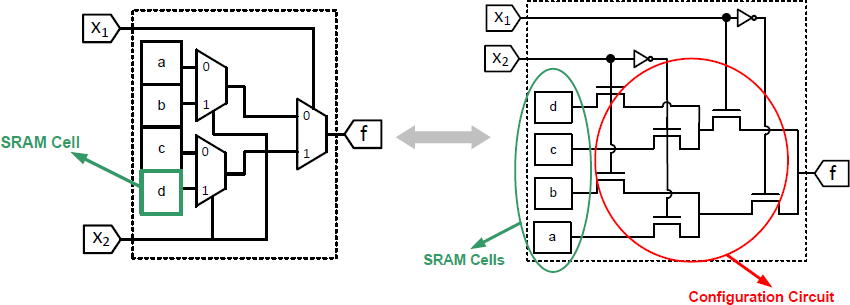 X1
a
b
c
d
0
1
0
1
0
1
f
SRAM Cell
X2
X1
X2
d
c
b
a
f
SRAM Cells
Configuration Circuit